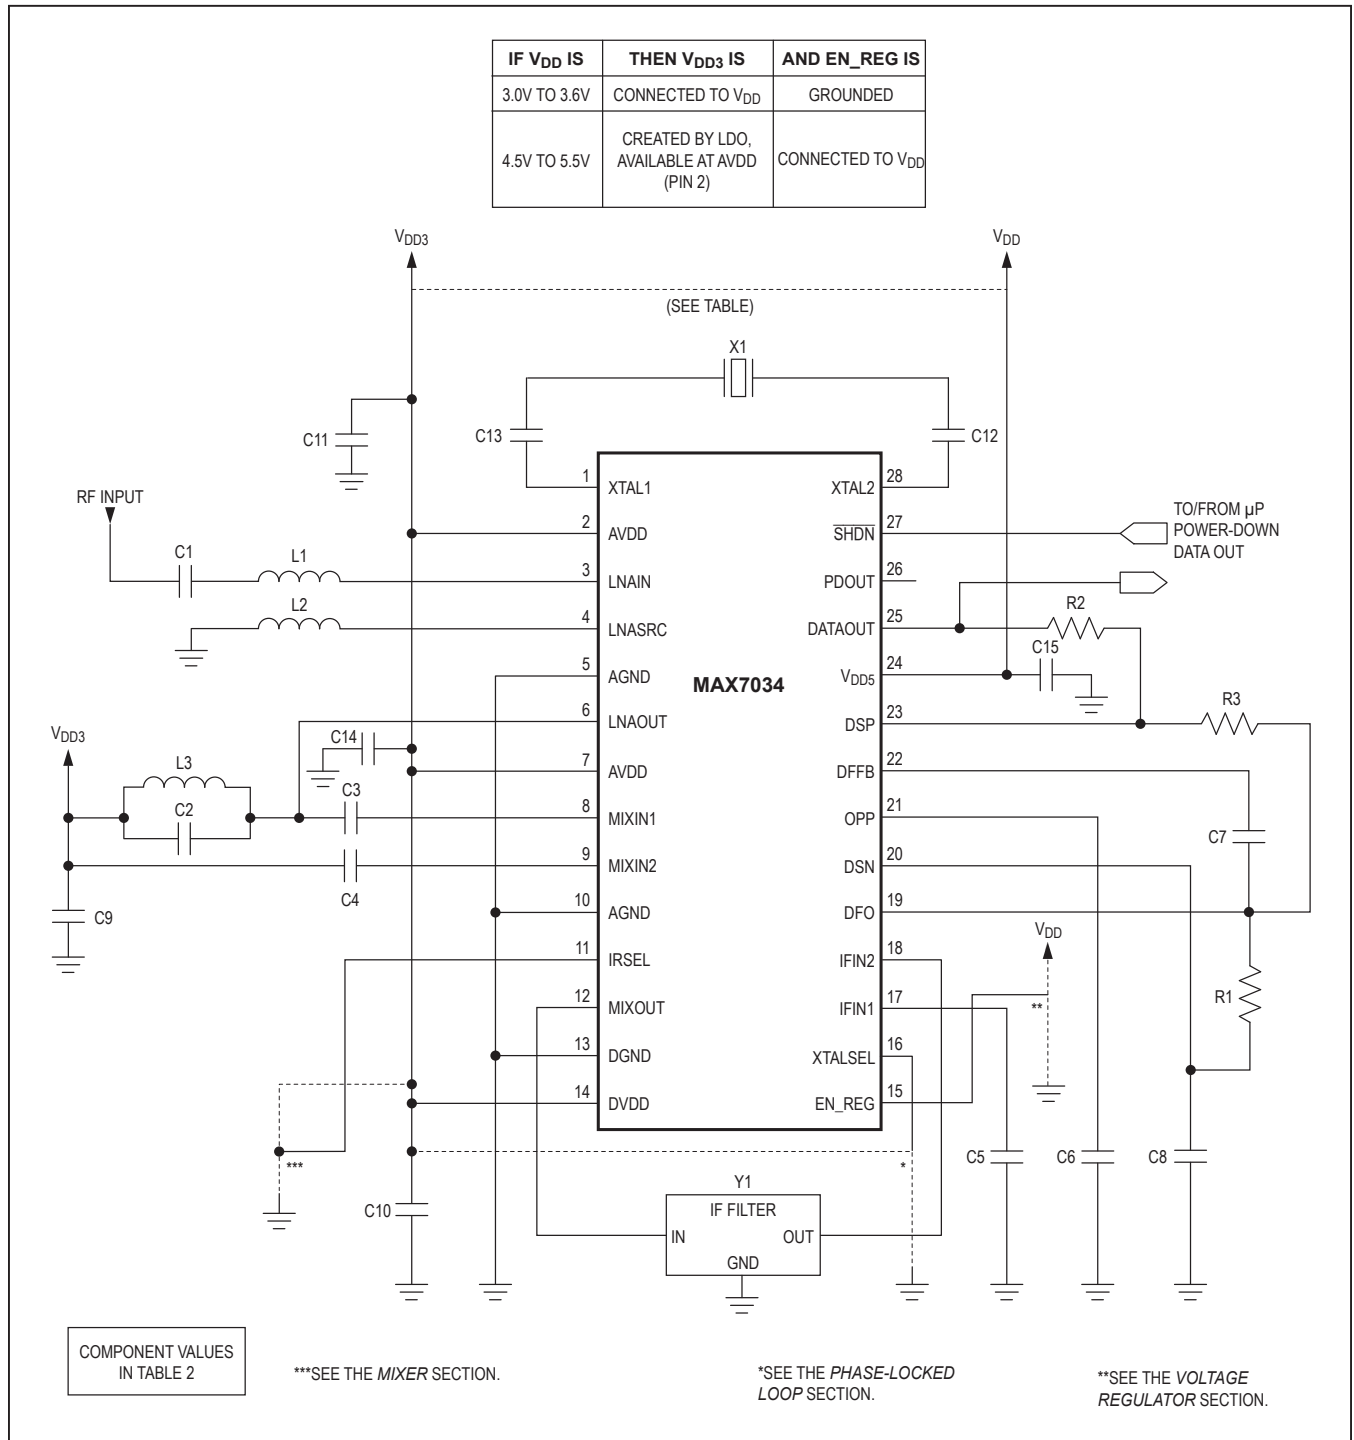 IF VDD IS THEN VDD3 IS AND EN_REG IS
3.0V TO 3.6V CONNECTED TO VDD GROUNDED
4.5V TO 5.5V
CREATED BY LDO,
AVAILABLE AT AVDD
(PIN 2)
CONNECTED TO VDD
VDD3
VDD
(SEE TABLE)
X1
C13
C12
C11
RF INPUT
C1
L1
L2
1 XTAL1
2 AVDD
3 LNAIN
4 LNASRC
5 AGND
6 LNAOUT
7 AVDD
8 MIXIN1
9 MIXIN2
10 AGND
11 IRSEL
12 MIXOUT
13 DGND
14 DVDD
MAX7034
XTAL2 28
SHDN 27
PDOUT 26
DATAOUT 25
VDD5 24
DSP 23
DFFB 22
OPP 21
DSN 20
DFO 19
IFIN2 18
IFIN1 17
XTALSEL 16
EN_REG 15
TO/FROM µP
POWER-DOWN
DATA OUT
R2
C15
R3
C14
VDD3
L3
C2
C3
C4
C9
C7
VDD
**
R1
***
*
C10
C5
C6
C8
Y1
IF FILTER
IN
OUT
GND
COMPONENT VALUES
IN TABLE 2
***SEE THE MIXER SECTION.
*SEE THE PHASE-LOCKED
LOOP SECTION.
**SEE THE VOLTAGE
REGULATOR SECTION.